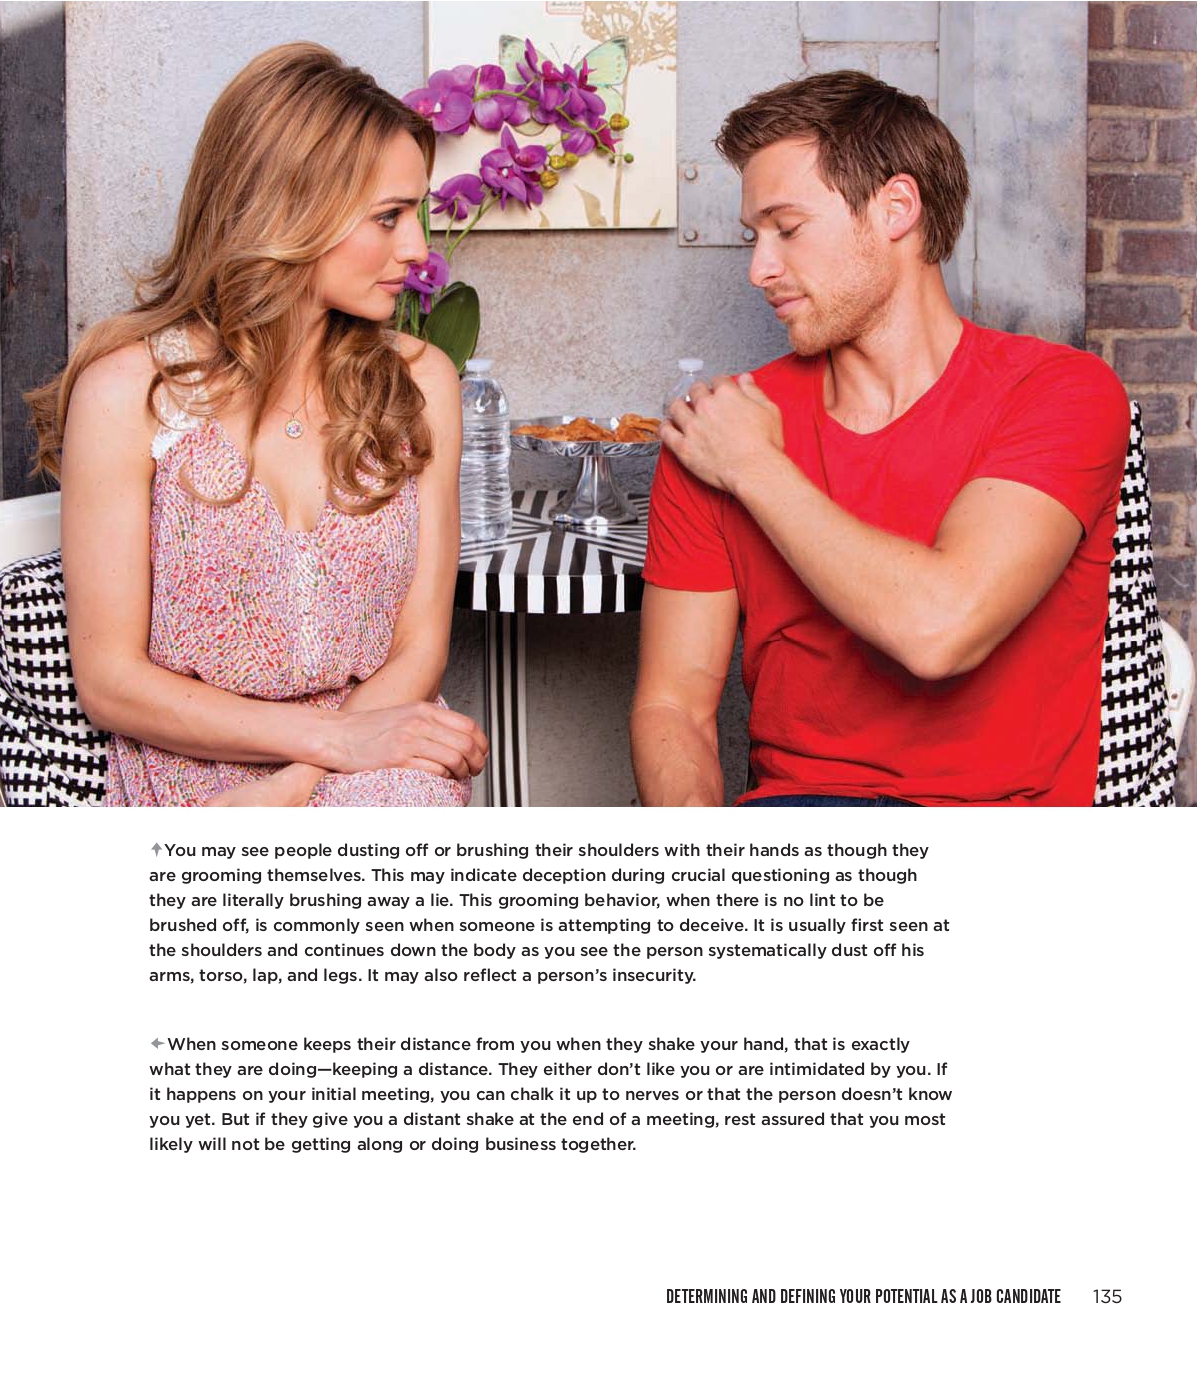 You may see people dusting off or brushing their shoulders with their hands as though they
are grooming themselves. This may indicate deception during crucial questioning as though
they are literally brushing away a lie. This grooming behavior, when there is no lint to be
brushed off, is commonly seen when someone is attempting to deceive. It is usually first seen at
the shoulders and continues down the body as you see the person systematically dust off his
arms, torso, lap, and legs. It may also reflect a person’s insecurity.
When someone keeps their distance from you when they shake your hand, that is exactly
what they are doing—keeping a distance. They either don’t like you or are intimidated by you. If
it happens on your initial meeting, you can chalk it up to nerves or that the person doesn’t know
you yet. But if they give you a distant shake at the end of a meeting, rest assured that you most
likely will not be getting along or doing business together.
DETERMINING AND DEFINING YOUR POTENTIAL AS A JOB CANDIDATE 135